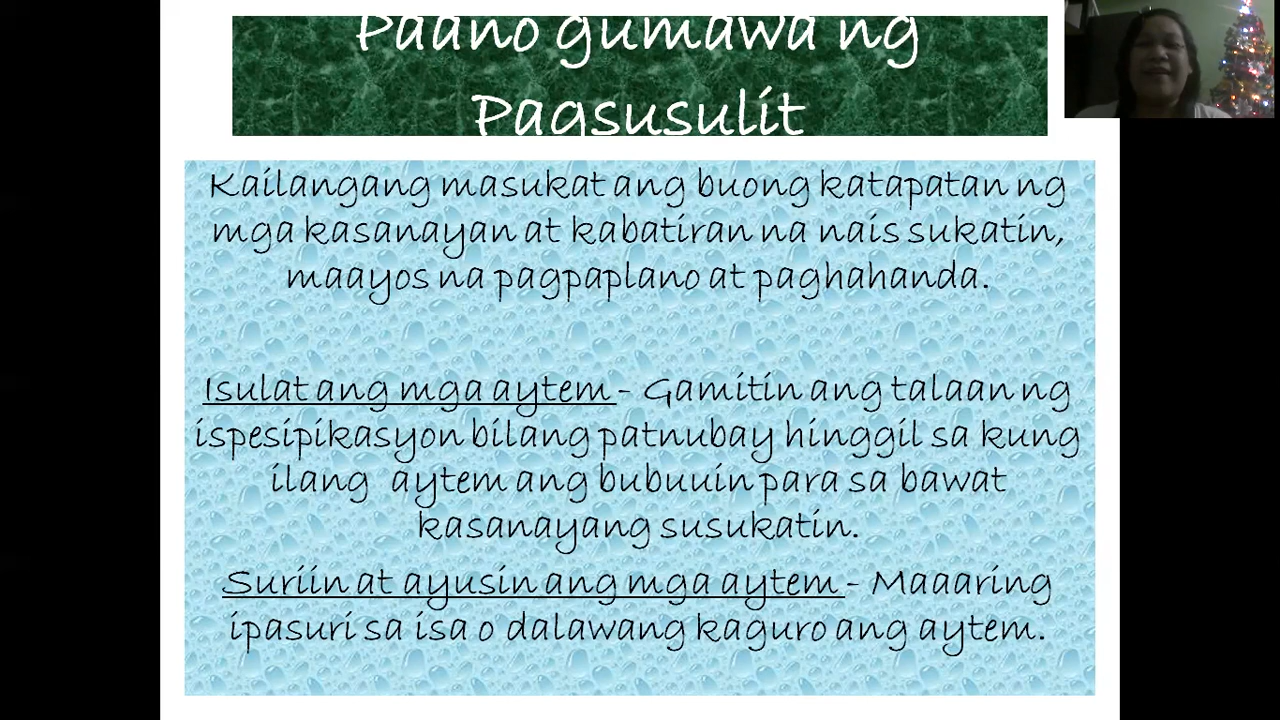 Paano gumawa ng
Pagsusulit
Kailangang masukat ang buong katapatan ng
mga kasanayan at kabatiran na nais sukatin,
maayos na pagpaplano at paghahanda.
Isulat ang mga aytem - Gamitin ang talaan ng
ispesipikasyon bilang patnubay hinggil sa kung
ilang aytem ang bubuuin para sa bawat
kasanayang susukatin.
Suriin at ayusin ang mga aytem - Maaaring
ipasuri sa isa o dalawang kaguro ang aytem.